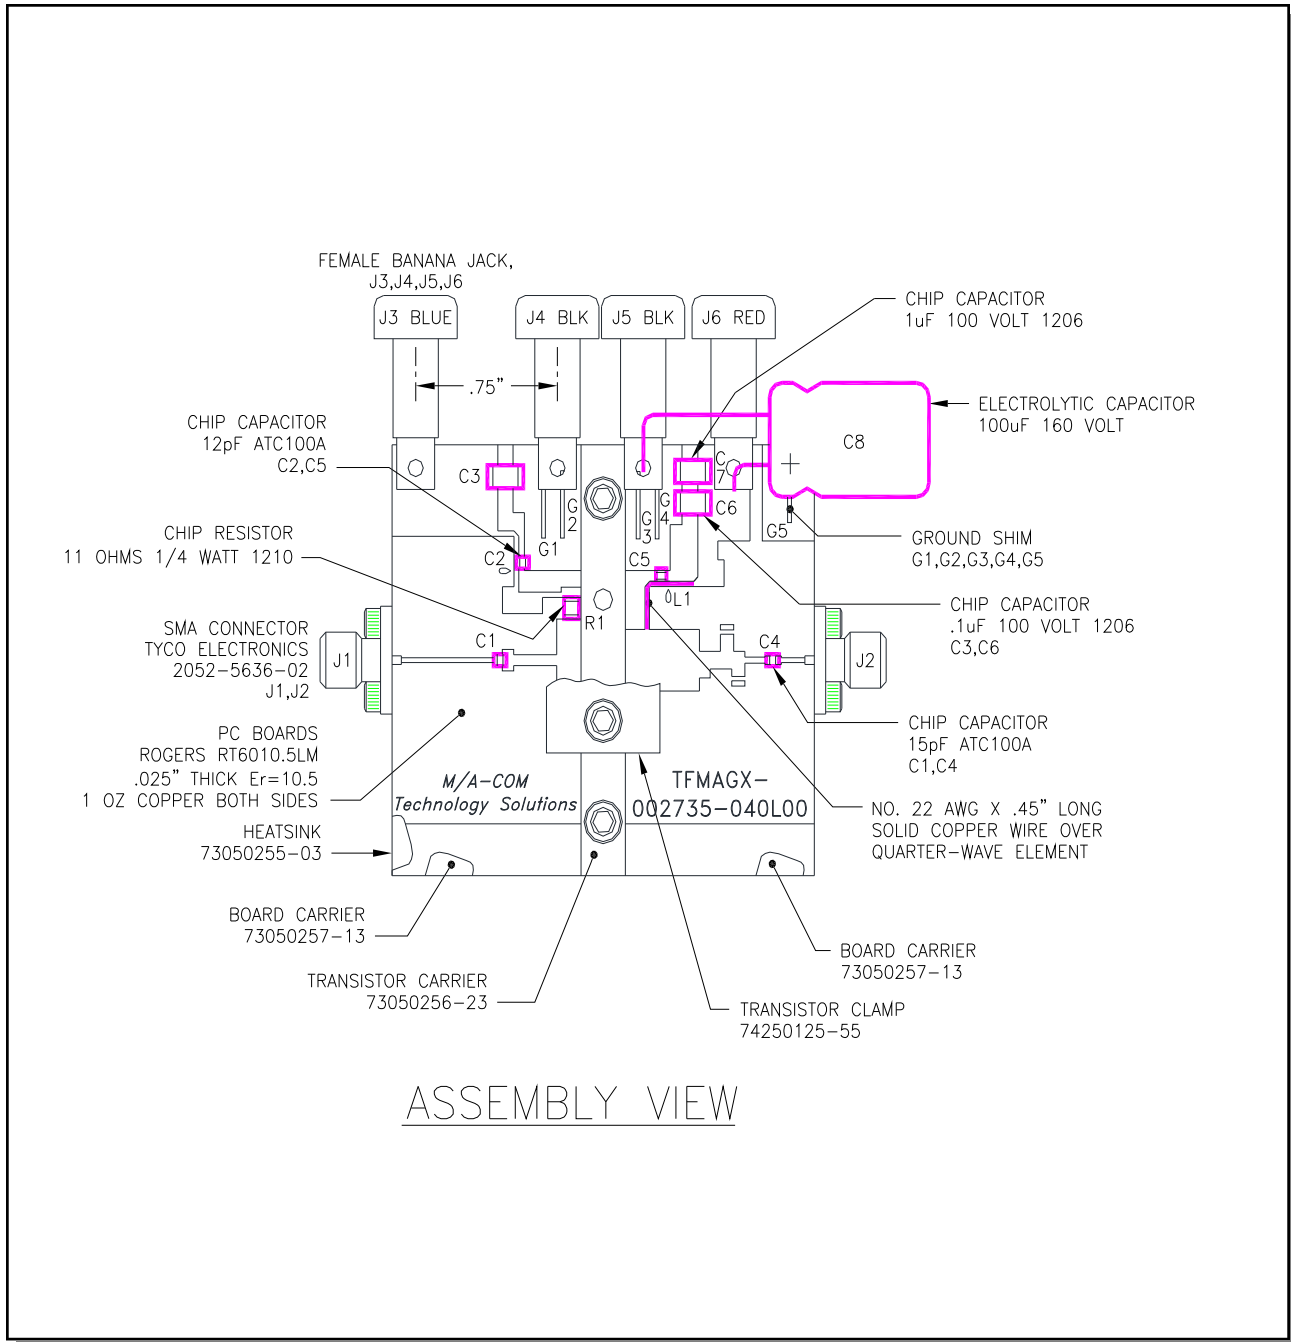 FEMALE BANANA JACK,
J3,J4,J5,J6
J3 BLUE
J4 BLK
J5 BLK
J6 RED
CHIP CAPACITOR
1uF 100 VOLT 1206
.75"
ELECTROLYTIC CAPACITOR
100uF 160 VOLT
CHIP CAPACITOR
12pF ATC100A
C2,C5
C8
C3
C
7
C6
G
2
G
3
G
4
G5
G1
GROUND SHIM
G1,G2,G3,G4,G5
CHIP RESISTOR
11 OHMS 1/4 WATT 1210
C2
C5
L1
R1
CHIP CAPACITOR
.1uF 100 VOLT 1206
C3,C6
SMA CONNECTOR
TYCO ELECTRONICS
2052-5636-02
J1,J2
J1
C1
C4
J2
PC BOARDS
ROGERS RT6010.5LM
.025" THICK Er=10.5
1 OZ COPPER BOTH SIDES
CHIP CAPACITOR
15pF ATC100A
C1,C4
M/A-COM
Technology Solutions
TFMAGX-
002735-040L00
NO. 22 AWG X .45" LONG
SOLID COPPER WIRE OVER
QUARTER-WAVE ELEMENT
HEATSINK
73050255-03
BOARD CARRIER
73050257-13
BOARD CARRIER
73050257-13
TRANSISTOR CARRIER
73050256-23
TRANSISTOR CLAMP
74250125-55
ASSEMBLY VIEW